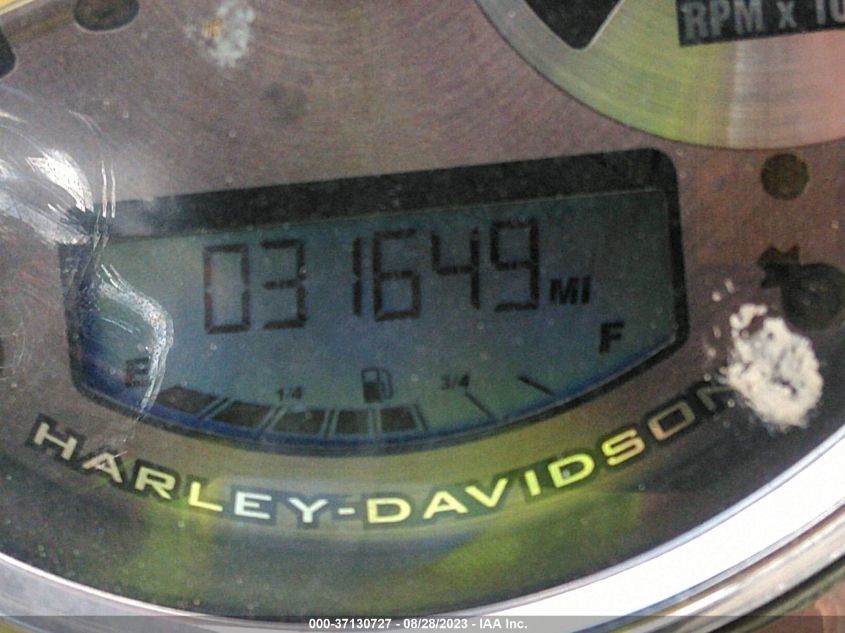 RPM x 10
031649 MI
E 1/4 3/4 F
HARLEY-DAVIDSON
000-37130727 - 08/28/2023 - IAA Inc.